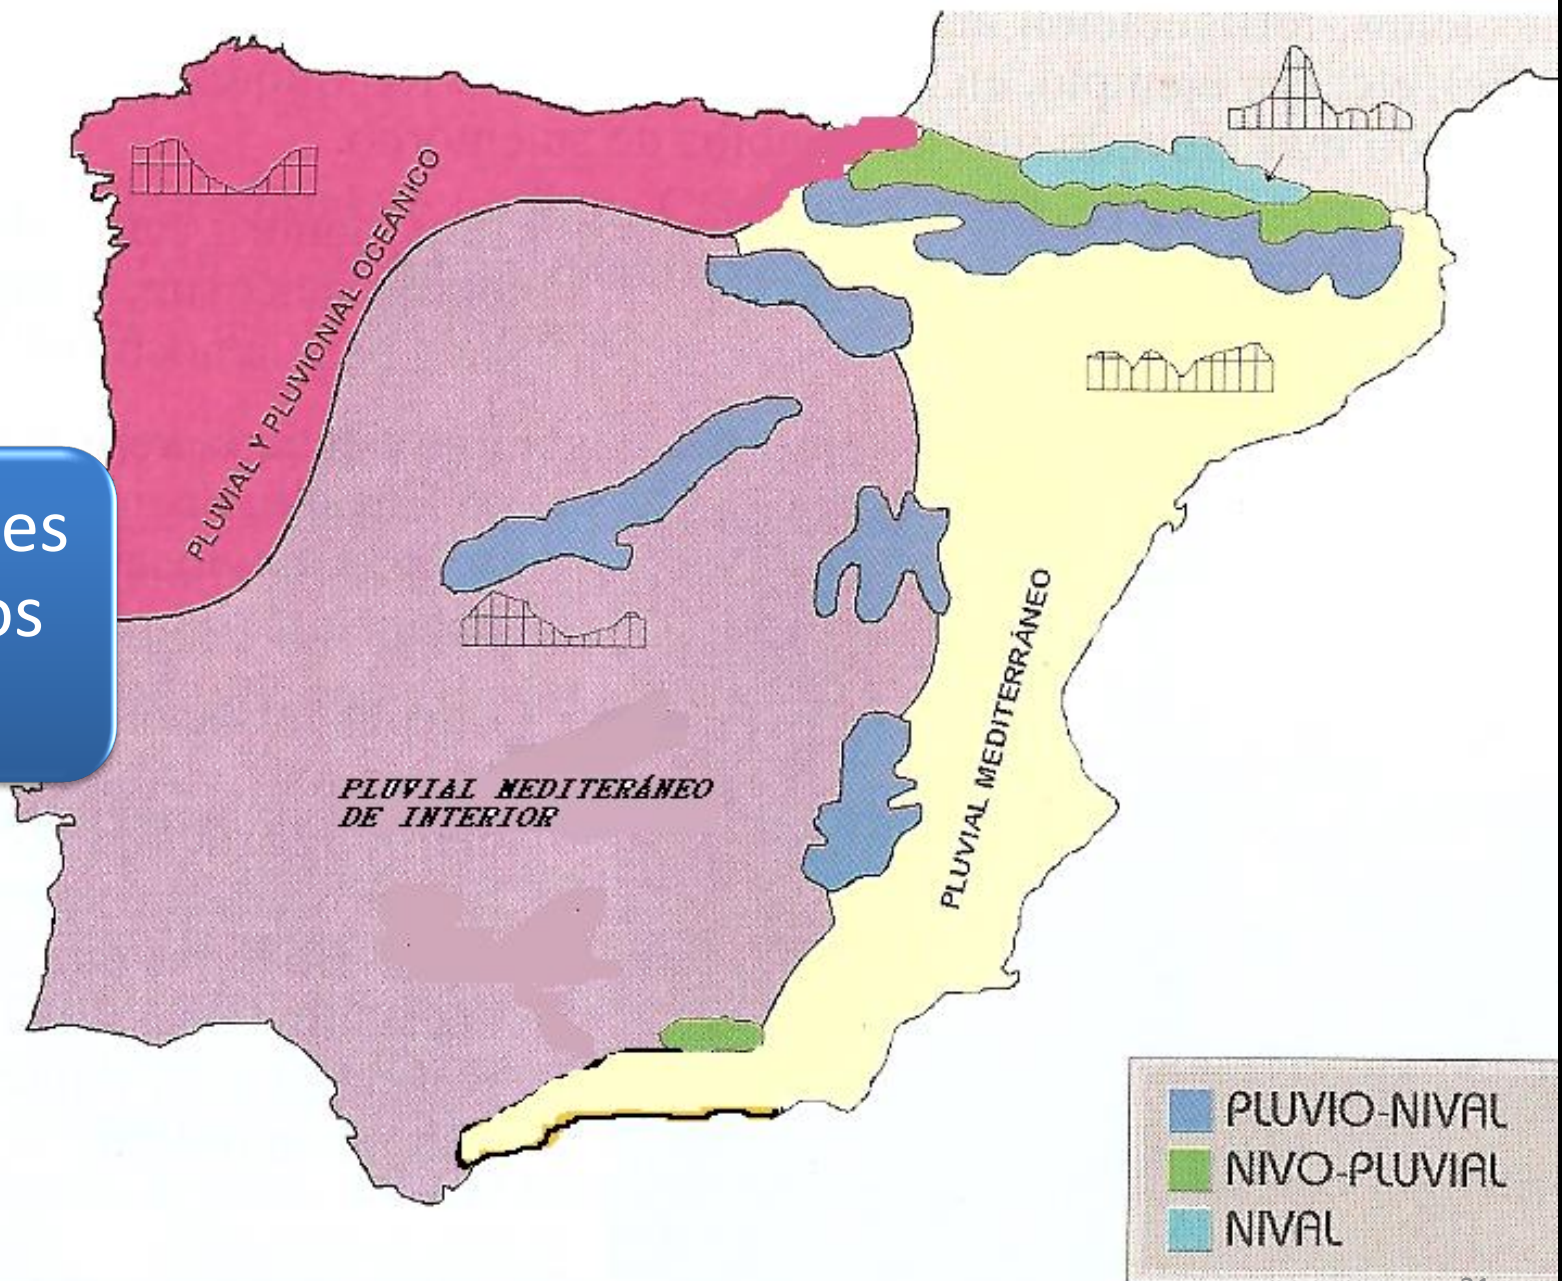 PLUVIAL Y PLUVIONIAL OCEÁNICO
es
os
PLUVIAL MEDITERÁNEO
DE INTERIOR
PLUVIAL MEDITERRÁNEO
PLUVIO-NIVAL
NIVO-PLUVIAL
NIVAL